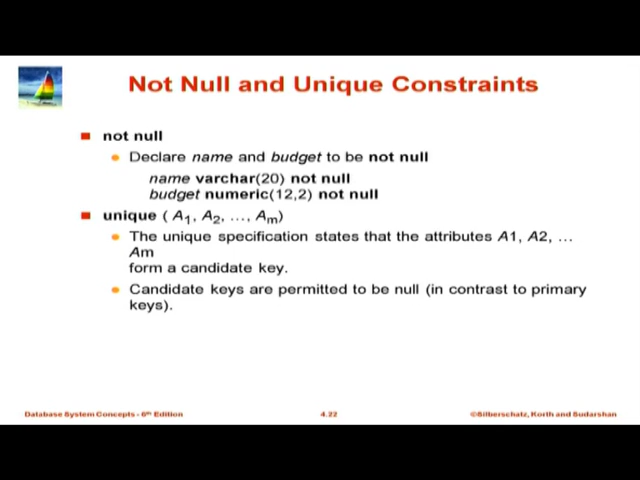 Not Null and Unique Constraints
not null
Declare name and budget to be not null
name varchar(20) not null
budget numeric(12,2) not null
unique ( A1, A2, …, Am)
The unique specification states that the attributes A1, A2, …
Am
form a candidate key.
Candidate keys are permitted to be null (in contrast to primary
keys).
Database System Concepts - 6th Edition
4.22
©Silberschatz, Korth and Sudarshan